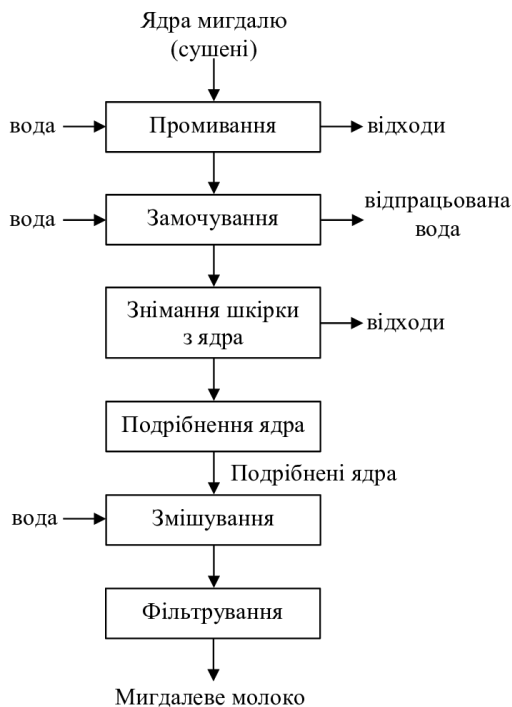 Ядра мигдалю
(сушені)
вода
Промивання
відходи
вода
Замочування
відпрацьована
вода
Знімання шкірки
з ядра
відходи
Подрібнення ядра
Подрібнені ядра
вода
Змішування
Фільтрування
Мигдалеве молоко